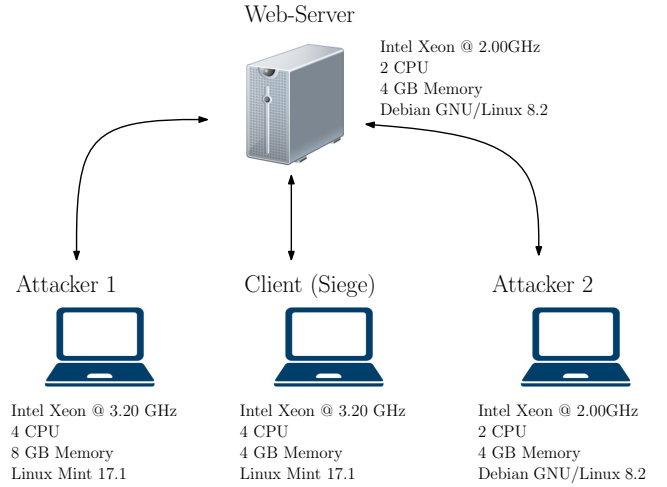 Web-Server
Intel Xeon @ 2.00GHz
2 CPU
4 GB Memory
Debian GNU/Linux 8.2
Attacker 1
Intel Xeon @ 3.20 GHz
4 CPU
8 GB Memory
Linux Mint 17.1
Client (Siege)
Intel Xeon @ 3.20 GHz
4 CPU
4 GB Memory
Linux Mint 17.1
Attacker 2
Intel Xeon @ 2.00GHz
2 CPU
4 GB Memory
Debian GNU/Linux 8.2